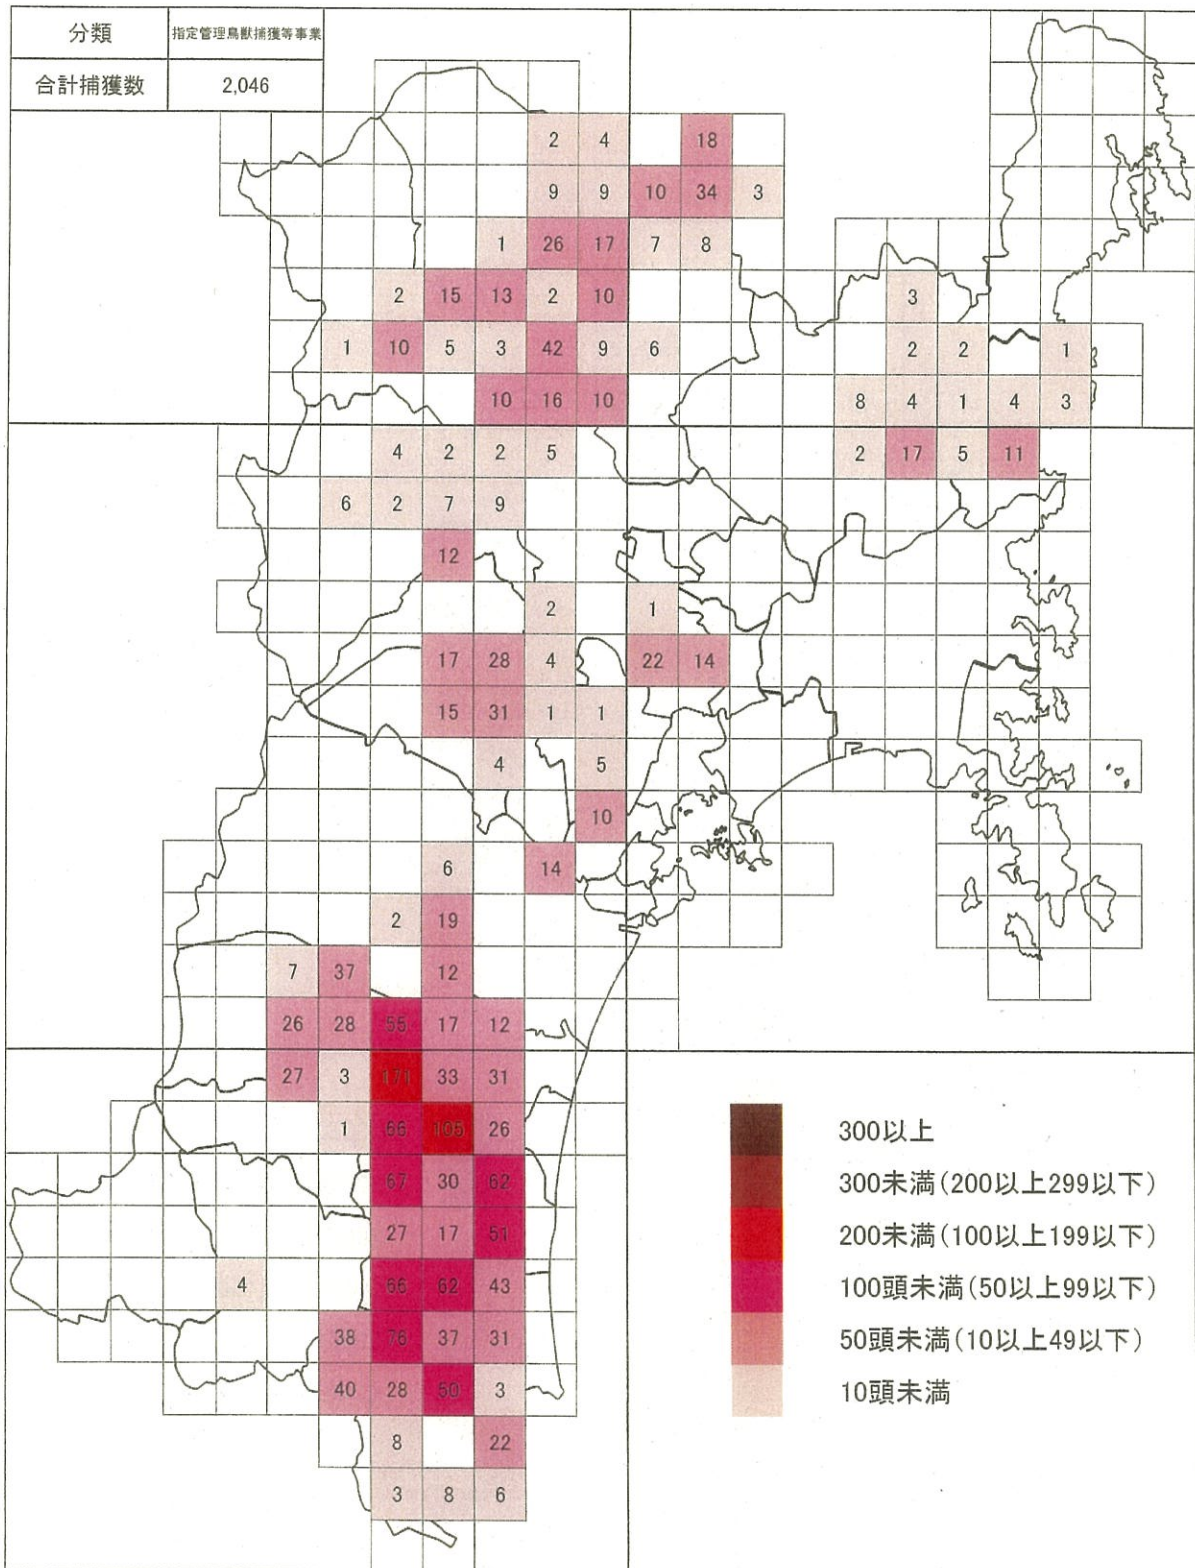 分類 指定管理鳥獣捕獲等事業
合計捕獲数 2,046
2 4 18
9 9 10 34 3
1 26 17 7 8
2 15 13 2 10 3
1 10 5 3 42 9 6 2 2 1
10 16 10 8 4 1 4 3
4 2 2 5 2 17 5 11
6 2 7 9
12
2 1
17 28 4 22 14
15 31 1 1
4 5
10
6 14
2 19
7 37 12
26 28 55 17 12
27 3 171 33 31
1 66 105 26
67 30 62
27 17 51
4 66 62 43
38 76 37 31
40 28 50 3
8 22
3 8 6
300以上
300未満(200以上299以下)
200未満(100以上199以下)
100頭未満(50以上99以下)
50頭未満(10以上49以下)
10頭未満